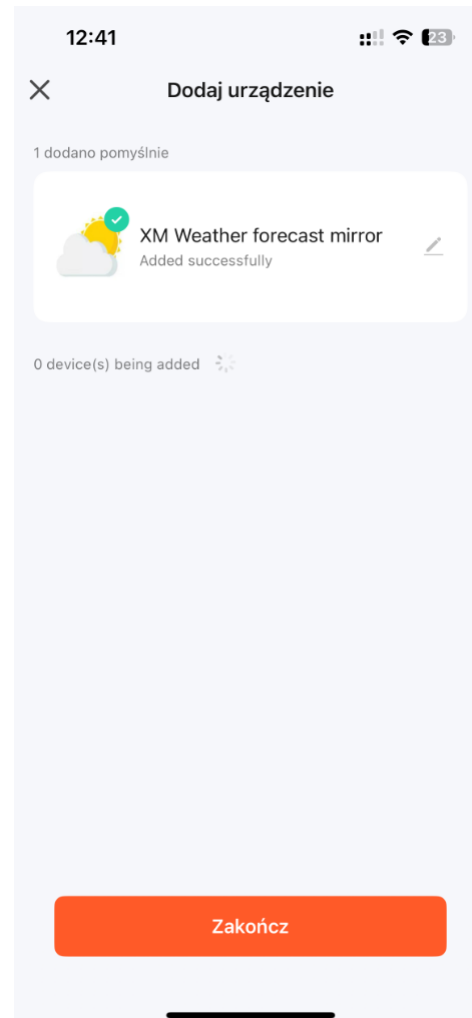 12:41
23
Dodaj urządzenie
1 dodano pomyślnie
XM Weather forecast mirror
Added successfully
0 device(s) being added
Zakończ